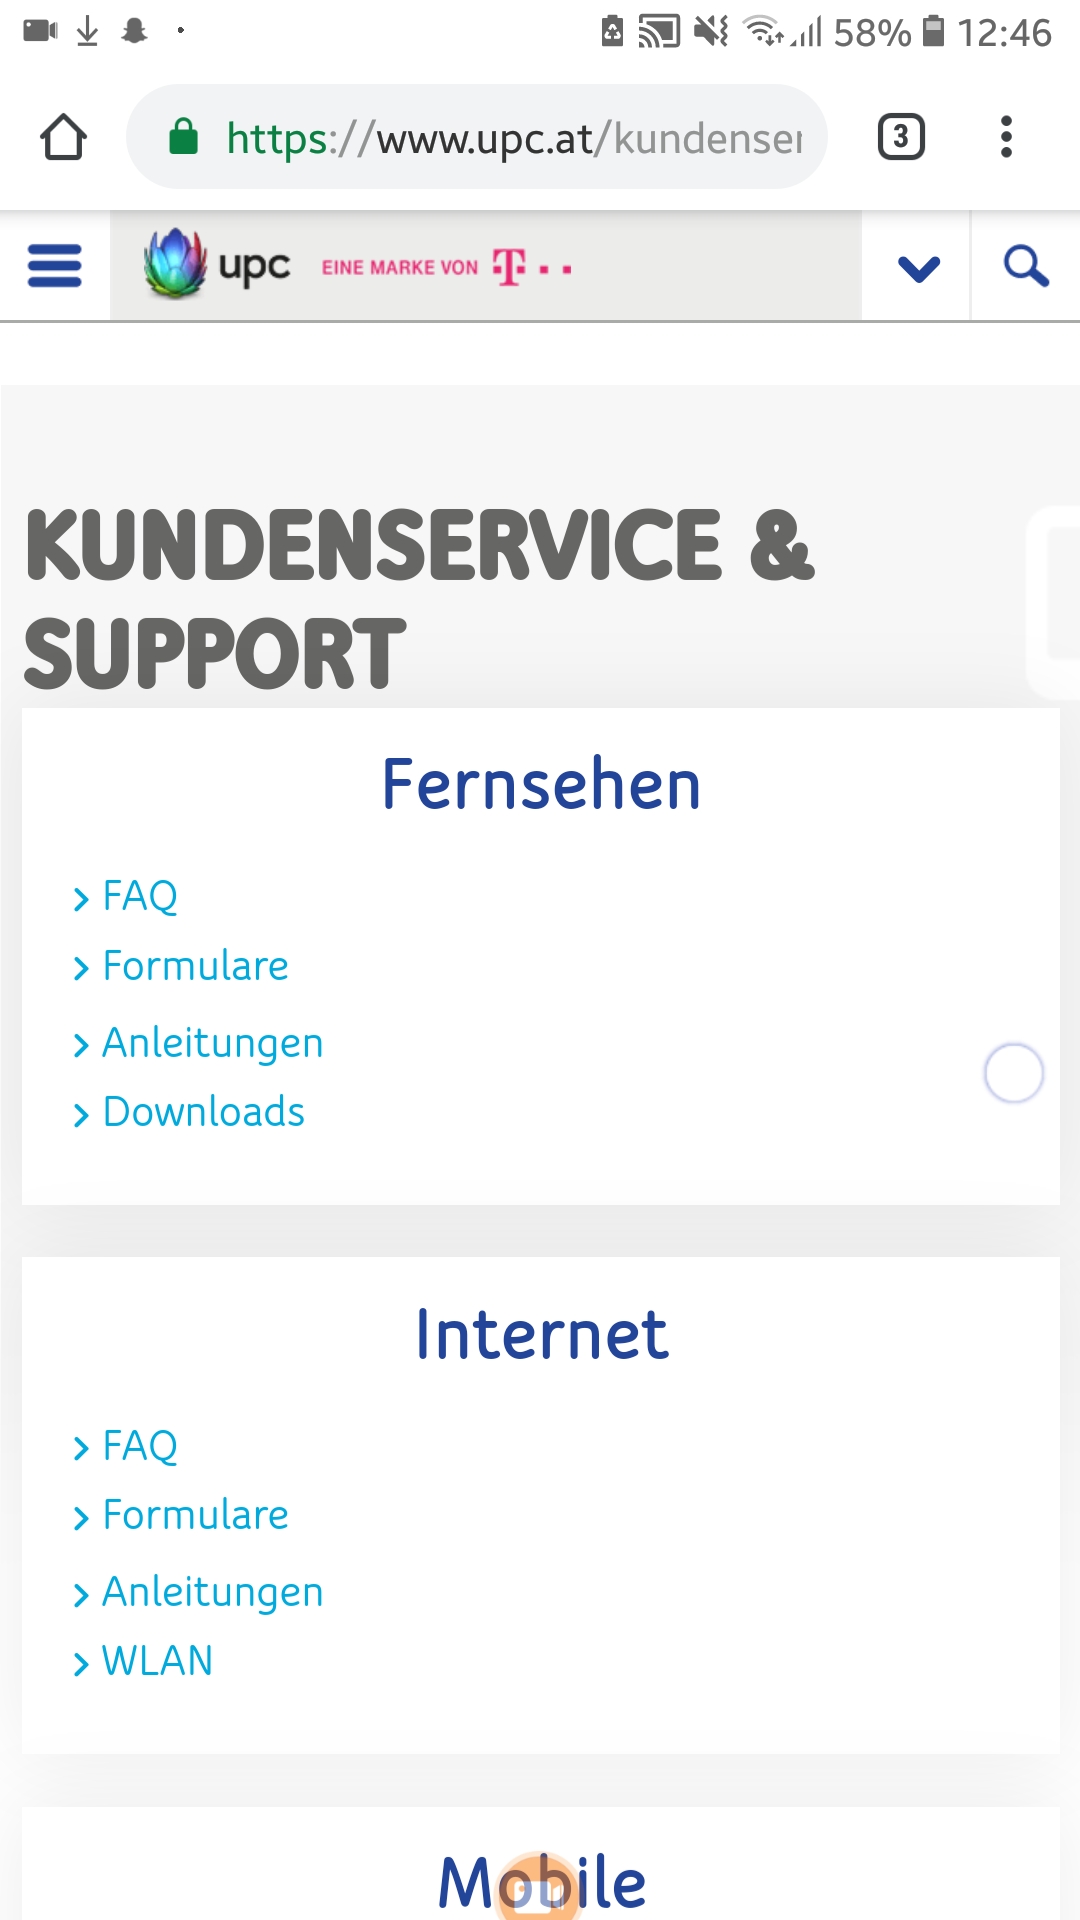 58% 12:46
https://www.upc.at/kundenser
3
upc EINE MARKE VON T
KUNDENSERVICE &
SUPPORT
Fernsehen
FAQ
Formulare
Anleitungen
Downloads
Internet
FAQ
Formulare
Anleitungen
WLAN
Mobile